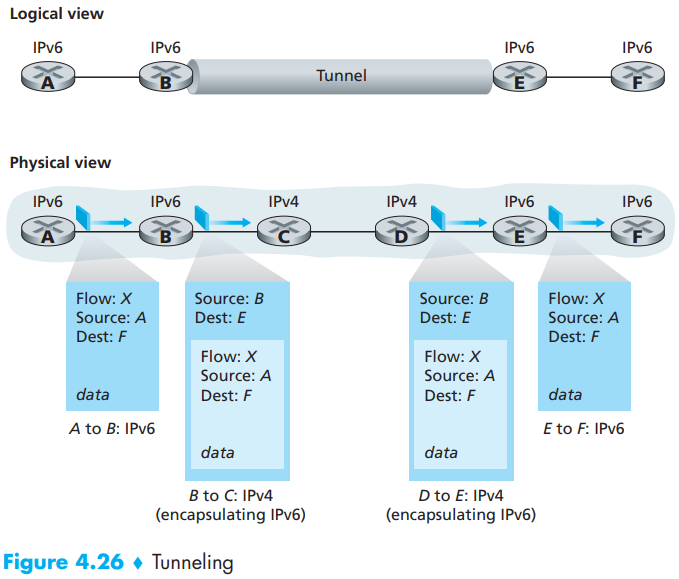 Logical view
IPv6
IPv6
IPv6
IPv6
A
B
Tunnel
E
F
Physical view
IPv6
IPv6
IPv4
IPv4
IPv6
IPv6
A
B
C
D
E
F
Flow: X
Source: A
Dest: F
data
A to B: IPv6
Source: B
Dest: E
Flow: X
Source: A
Dest: F
data
B to C: IPv4
(encapsulating IPv6)
Source: B
Dest: E
Flow: X
Source: A
Dest: F
data
D to E: IPv4
(encapsulating IPv6)
Flow: X
Source: A
Dest: F
data
E to F: IPv6
Figure 4.26 ♦ Tunneling